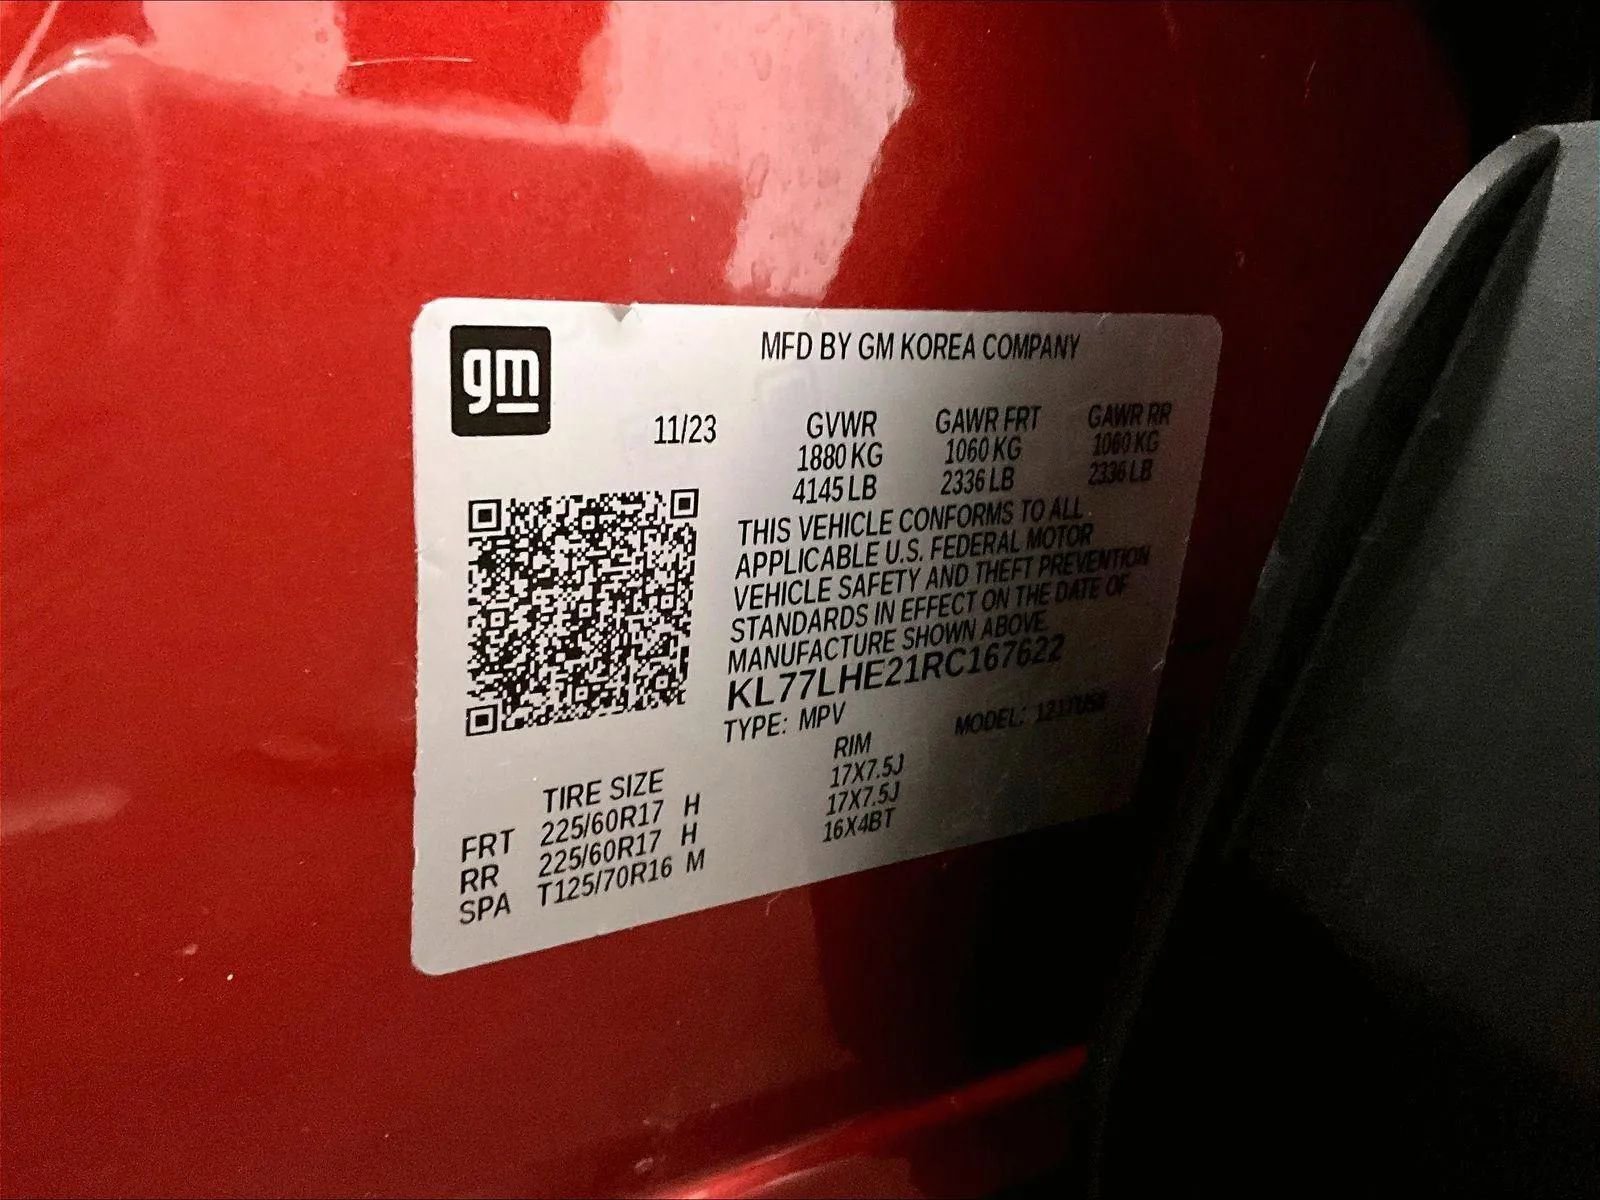 gm
MFD BY GM KOREA COMPANY
11/23
GVWR GAWR FRT GAWR RR
1880 KG 1060 KG 1060 KG
4145 LB 2336 LB 2336 LB
THIS VEHICLE CONFORMS TO ALL
APPLICABLE U.S. FEDERAL MOTOR
VEHICLE SAFETY AND THEFT PREVENTION
STANDARDS IN EFFECT ON THE DATE OF
MANUFACTURE SHOWN ABOVE.
KL77LHE21RC167622
TYPE: MPV MODEL:
TIRE SIZE RIM
FRT 225/60R17 H 17X7.5J
RR 225/60R17 H 17X7.5J
SPA T125/70R16 M 16X4BT